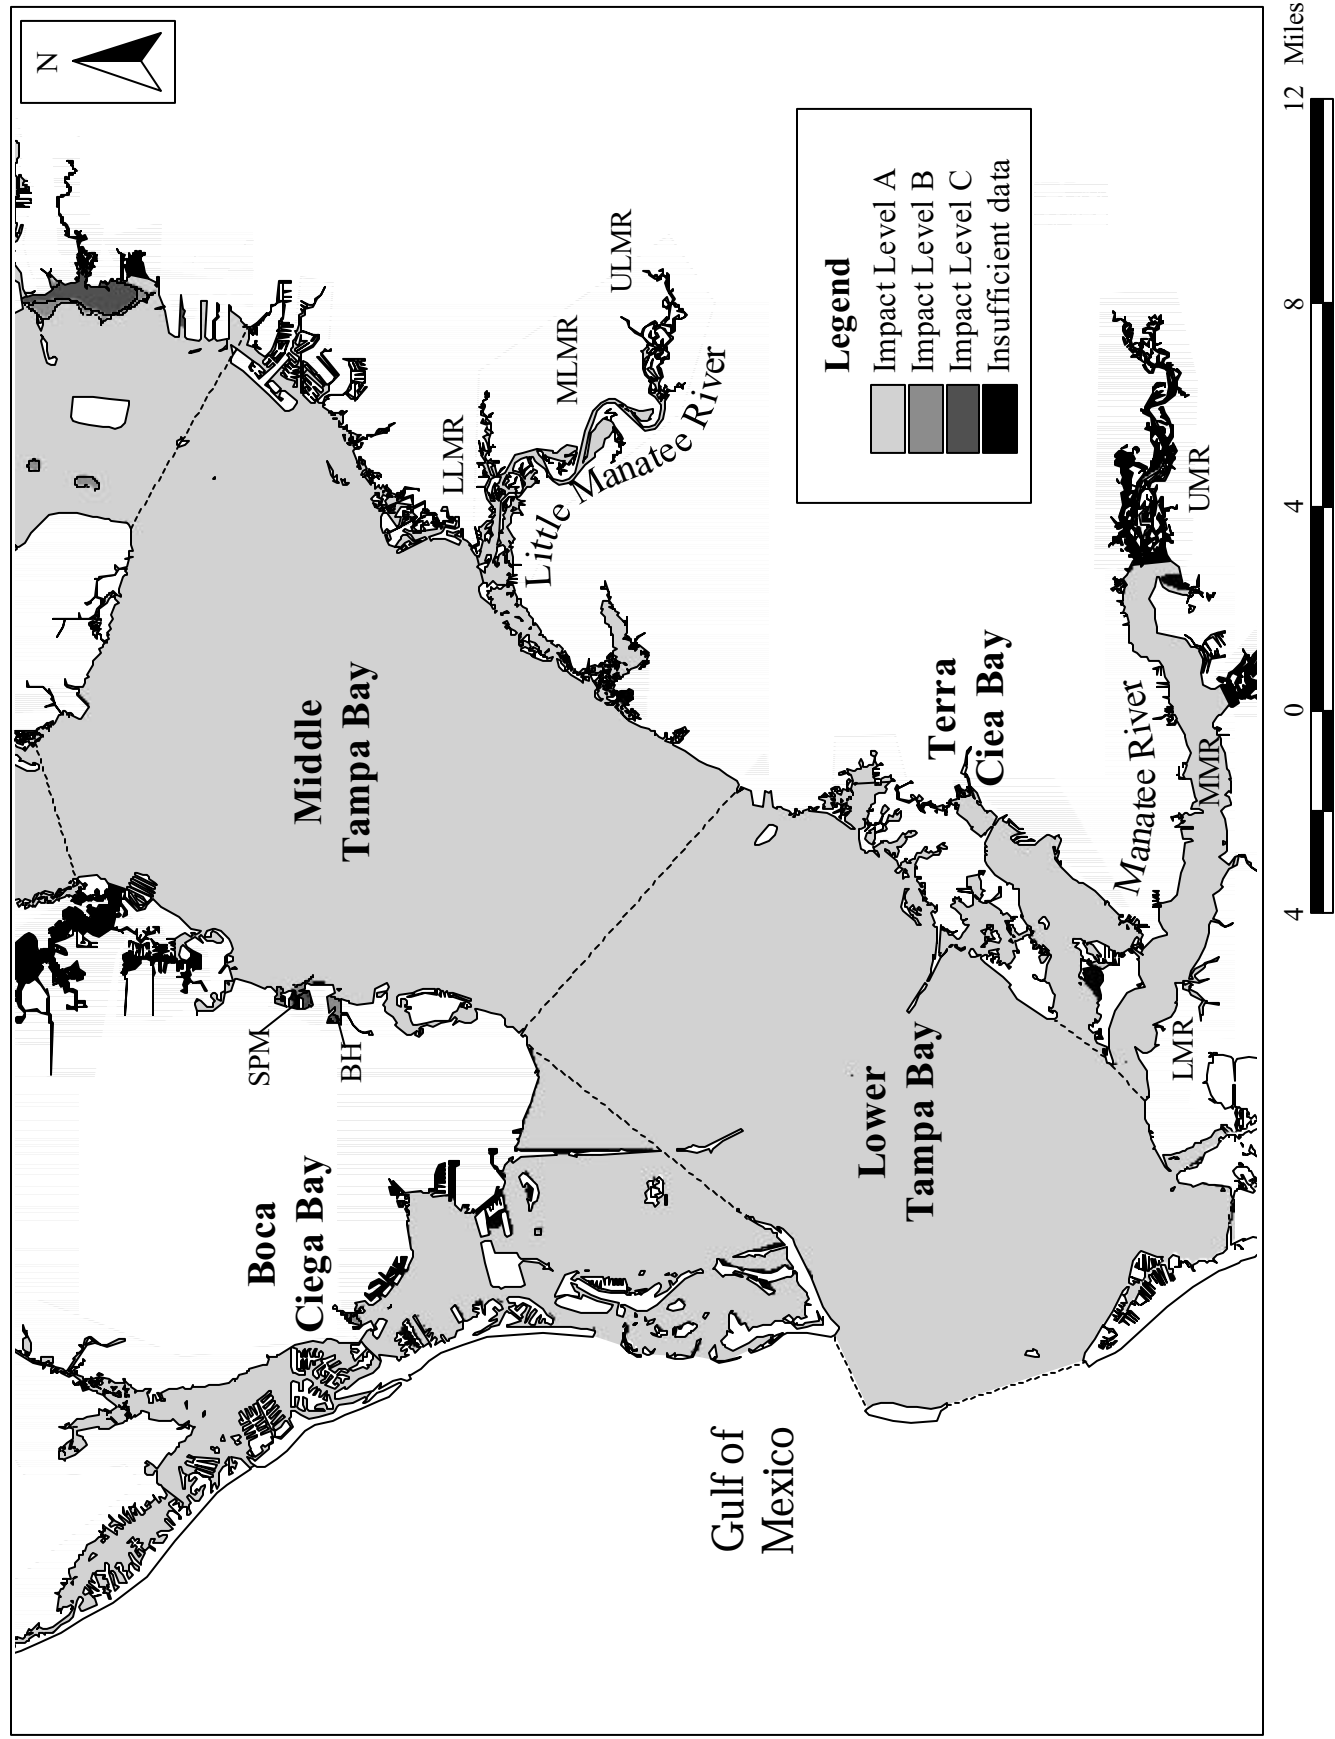 N
Boca
Ciega Bay
SPM
BH
Middle
Tampa Bay
LLMR
MLMR
ULMR
Little Manatee River
Gulf of
Mexico
Lower
Tampa Bay
Terra
Ciea Bay
Manatee River
LMR
MMR
UMR
Legend
Impact Level A
Impact Level B
Impact Level C
Insufficient data
4 0 4 8 12 Miles